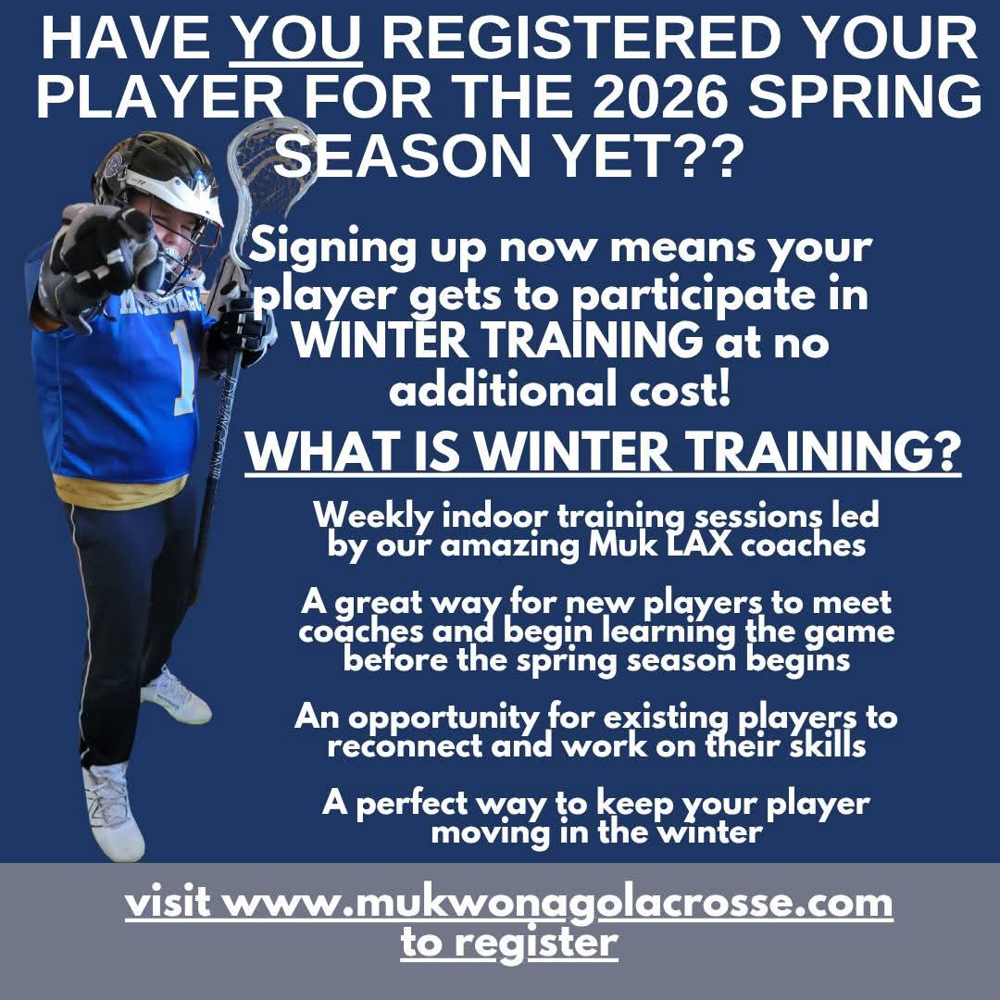 HAVE YOU REGISTERED YOUR
PLAYER FOR THE 2026 SPRING
SEASON YET??
Signing up now means your
player gets to participate in
WINTER TRAINING at no
additional cost!
WHAT IS WINTER TRAINING?
Weekly indoor training sessions led
by our amazing Muk LAX coaches
A great way for new players to meet
coaches and begin learning the game
before the spring season begins
An opportunity for existing players to
reconnect and work on their skills
A perfect way to keep your player
moving in the winter
visit www.mukwonagolacrosse.com
to register
1